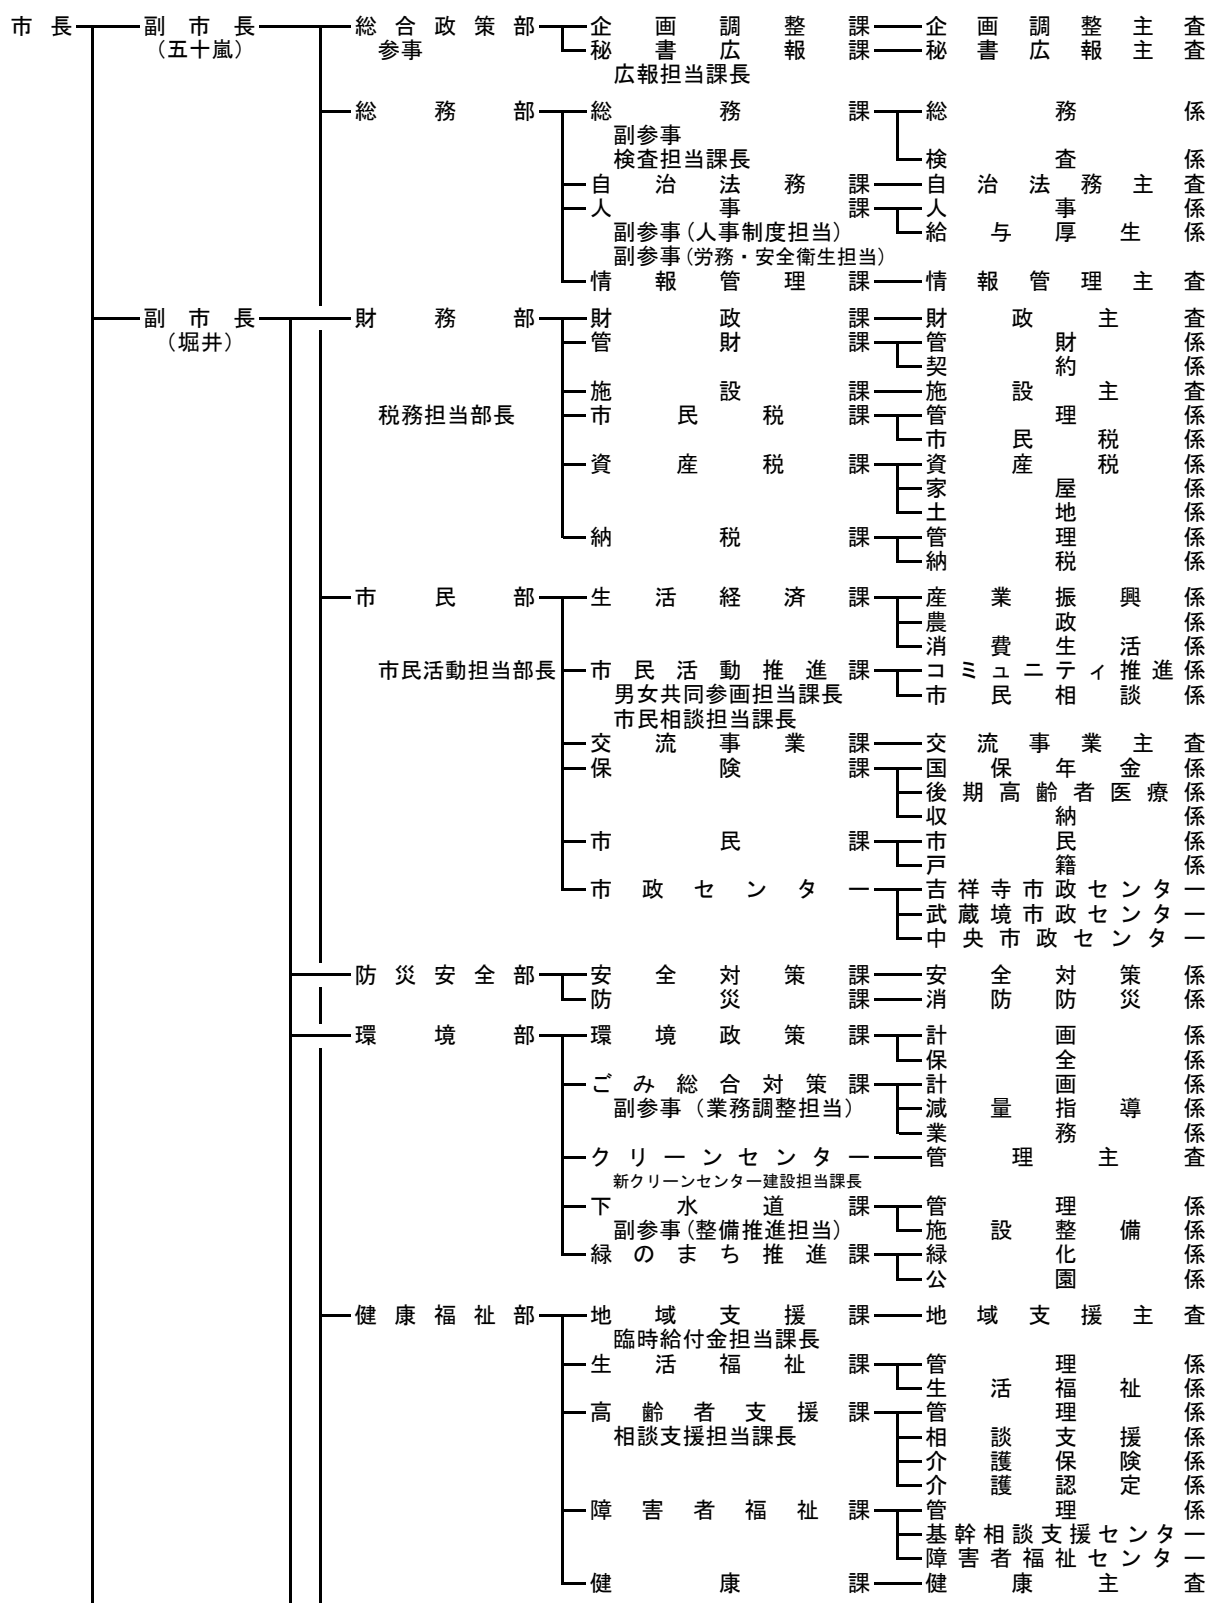 市長 副市長 総合政策部 企画調整課 企画調整主査
（五十嵐） 参事 秘書広報課 秘書広報主査
広報担当課長
総務部 総務課 総務係
副参事
検査担当課長 検査係
自治法務課 自治法務主査
人事課 人事係
副参事（人事制度担当） 給与厚生係
副参事（労務・安全衛生担当）
情報管理課 情報管理主査
副市長 財務部 財政課 財政主査
（堀井） 管財課 管財係
契約係
施設課 施設主査
税務担当部長 市民税課 管理係
市民税係
資産税課 資産税係
家屋係
土地係
納税課 管理係
納税係
市民部 生活経済課 産業振興係
農政係
消費生活係
市民活動担当部長 市民活動推進課 コミュニティ推進係
男女共同参画担当課長 市民相談係
市民相談担当課長
交流事業課 交流事業主査
保険課 国保年金係
後期高齢者医療係
収納係
市民課 市民係
戸籍係
市政センター 吉祥寺市政センター
武蔵境市政センター
中央市政センター
防災安全部 安全対策課 安全対策係
防災課 消防防災係
環境部 環境政策課 計画係
保全係
ごみ総合対策課 計画係
副参事（業務調整担当） 減量指導係
業務係
クリーンセンター 管理主査
新クリーンセンター建設担当課長
下水道課 管理係
副参事（整備推進担当） 施設整備係
緑のまち推進課 緑化係
公園係
健康福祉部 地域支援課 地域支援主査
臨時給付金担当課長
生活福祉課 管理係
生活福祉係
高齢者支援課 管理係
相談支援担当課長 相談支援係
介護保険係
介護認定係
障害者福祉課 管理係
基幹相談支援センター
障害者福祉センター
健康課 健康主査